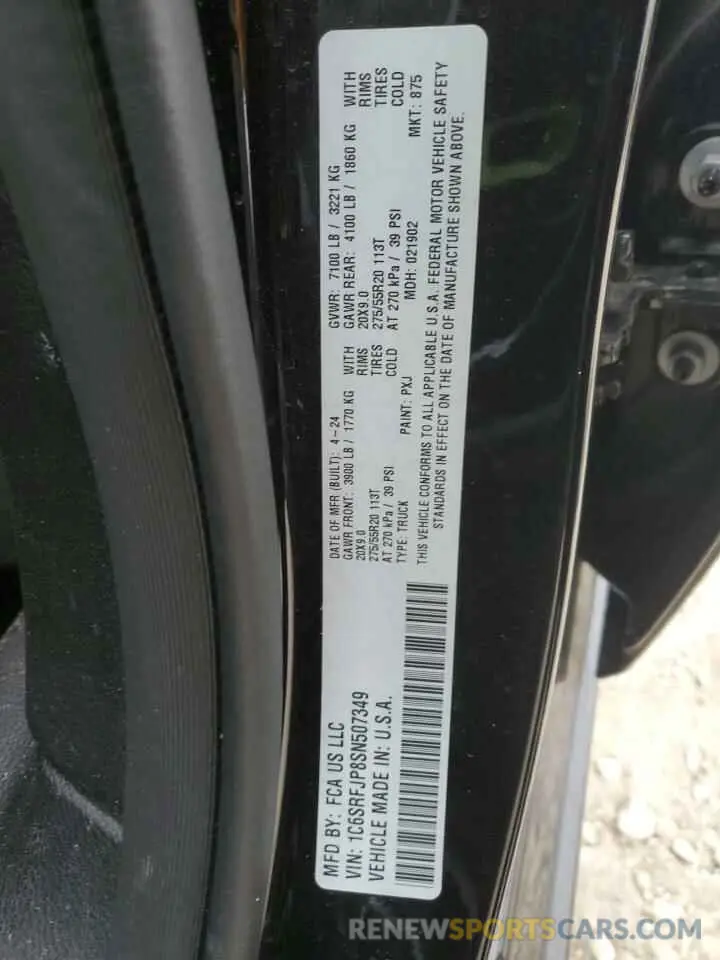 MFD BY: FCA US LLC
DATE OF MFR (BUILT): 4-24
GVWR: 7100 LB / 3221 KG
GAWR FRONT: 3900 LB / 1770 KG WITH
GAWR REAR: 4100 LB / 1860 KG WITH
20X9.0 RIMS
20X9.0 RIMS
275/55R20 113T TIRES
275/55R20 113T TIRES
AT 270 kPa / 39 PSI COLD
AT 270 kPa / 39 PSI COLD
VIN: 1C6SRFJP8SN507349
TYPE: TRUCK
PAINT: PXJ
MDH: 021902
MKT: 875
VEHICLE MADE IN: U.S.A.
THIS VEHICLE CONFORMS TO ALL APPLICABLE U.S.A. FEDERAL MOTOR VEHICLE SAFETY
STANDARDS IN EFFECT ON THE DATE OF MANUFACTURE SHOWN ABOVE.
RENEWSPORTSCARS.COM